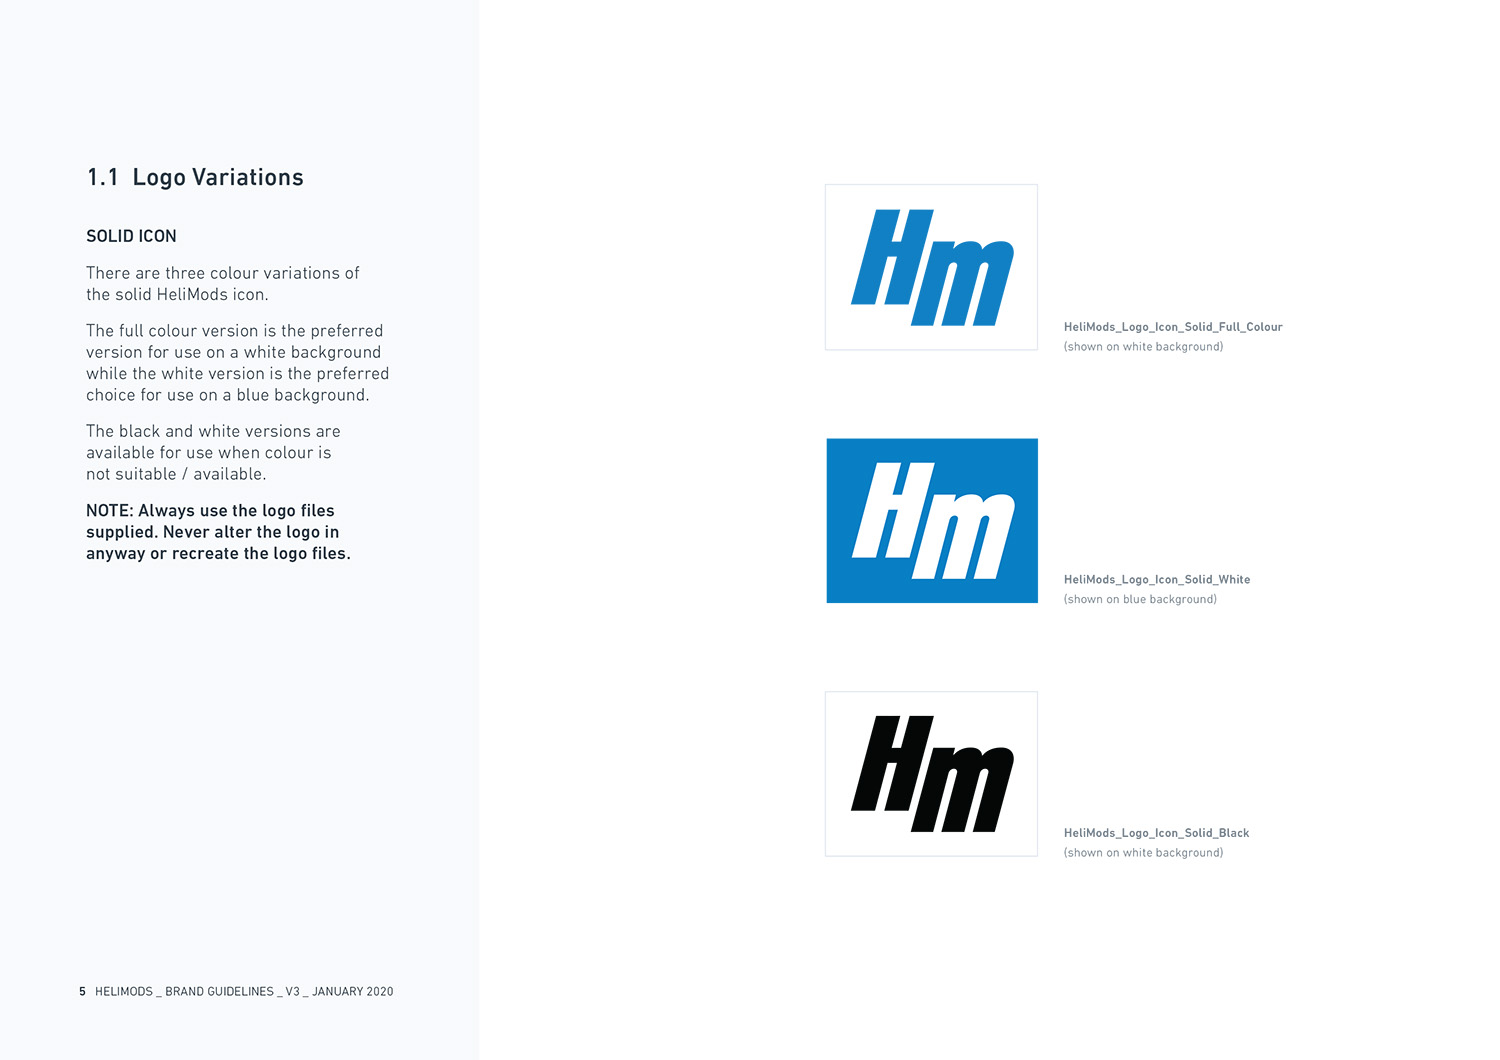 1.1 Logo Variations
SOLID ICON
There are three colour variations of
the solid HeliMods icon.
The full colour version is the preferred
version for use on a white background
while the white version is the preferred
choice for use on a blue background.
The black and white versions are
available for use when colour is
not suitable / available.
NOTE: Always use the logo files
supplied. Never alter the logo in
anyway or recreate the logo files.
Hm
HeliMods_Logo_Icon_Solid_Full_Colour
(shown on white background)
Hm
HeliMods_Logo_Icon_Solid_White
(shown on blue background)
Hm
HeliMods_Logo_Icon_Solid_Black
(shown on white background)
5 HELIMODS _ BRAND GUIDELINES _ V3 _ JANUARY 2020